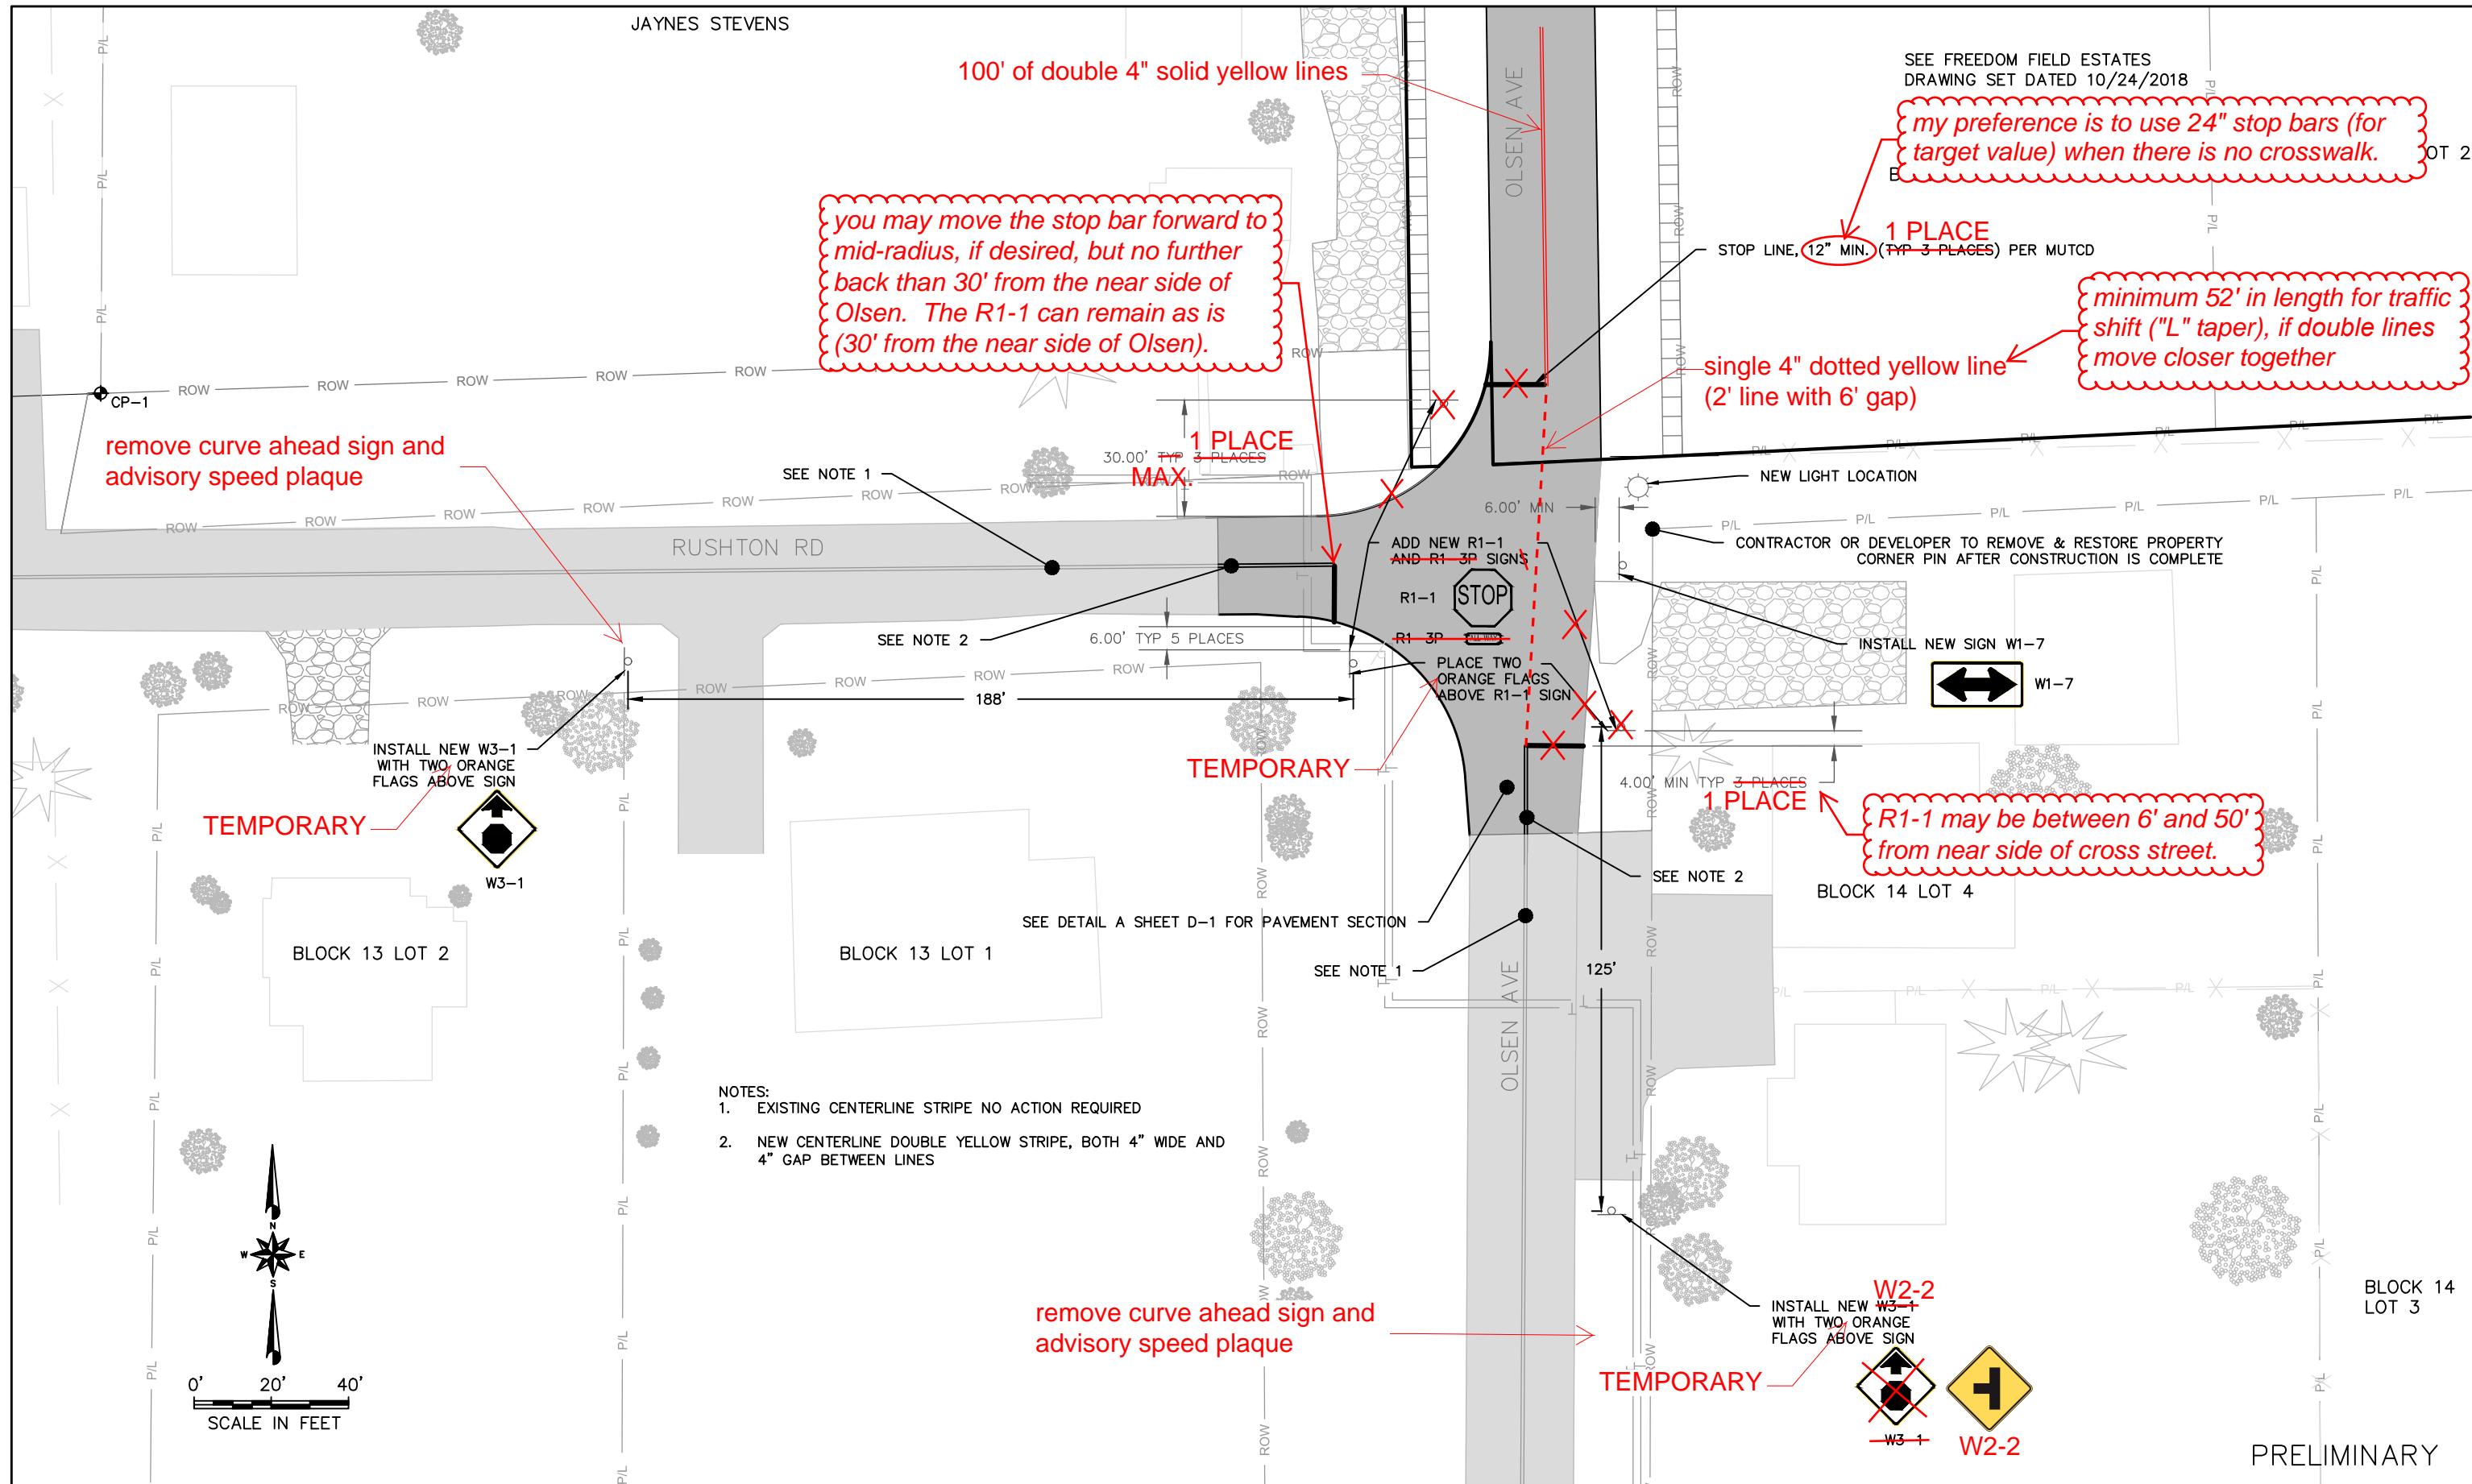 JAYNES STEVENS
100' of double 4" solid yellow lines
OLSEN AVE
SEE FREEDOM FIELD ESTATES
DRAWING SET DATED 10/24/2018
my preference is to use 24" stop bars (for
target value) when there is no crosswalk.
OT 2
B
you may move the stop bar forward to
mid-radius, if desired, but no further
back than 30' from the near side of
Olsen. The R1-1 can remain as is
(30' from the near side of Olsen).
1 PLACE
STOP LINE, 12" MIN. (TYP 3 PLACES) PER MUTCD
minimum 52' in length for traffic
shift ("L" taper), if double lines
move closer together
single 4" dotted yellow line
(2' line with 6' gap)
CP-1
ROW ROW ROW ROW ROW ROW
remove curve ahead sign and
advisory speed plaque
1 PLACE
30.00' TYP 3 PLACES
MAX.
SEE NOTE 1
NEW LIGHT LOCATION
ROW ROW ROW ROW ROW ROW ROW
P/L P/L P/L P/L P/L P/L
6.00' MIN
RUSHTON RD
ADD NEW R1-1
AND R1-3P SIGNS
CONTRACTOR OR DEVELOPER TO REMOVE & RESTORE PROPERTY
CORNER PIN AFTER CONSTRUCTION IS COMPLETE
R1-1
STOP
R1-3P
SEE NOTE 2
6.00' TYP 5 PLACES
INSTALL NEW SIGN W1-7
W1-7
PLACE TWO
ORANGE FLAGS
ABOVE R1-1 SIGN
188'
INSTALL NEW W3-1
WITH TWO ORANGE
FLAGS ABOVE SIGN
TEMPORARY
W3-1
TEMPORARY
4.00' MIN TYP 3 PLACES
1 PLACE
R1-1 may be between 6' and 50'
from near side of cross street.
SEE NOTE 2
BLOCK 14 LOT 4
SEE DETAIL A SHEET D-1 FOR PAVEMENT SECTION
BLOCK 13 LOT 2
BLOCK 13 LOT 1
SEE NOTE 1
125'
OLSEN AVE
NOTES:
1. EXISTING CENTERLINE STRIPE NO ACTION REQUIRED
2. NEW CENTERLINE DOUBLE YELLOW STRIPE, BOTH 4" WIDE AND
4" GAP BETWEEN LINES
N
W E
S
0' 20' 40'
SCALE IN FEET
remove curve ahead sign and
advisory speed plaque
W2-2
INSTALL NEW W3-1
WITH TWO ORANGE
FLAGS ABOVE SIGN
TEMPORARY
W3-1
W2-2
BLOCK 14
LOT 3
PRELIMINARY